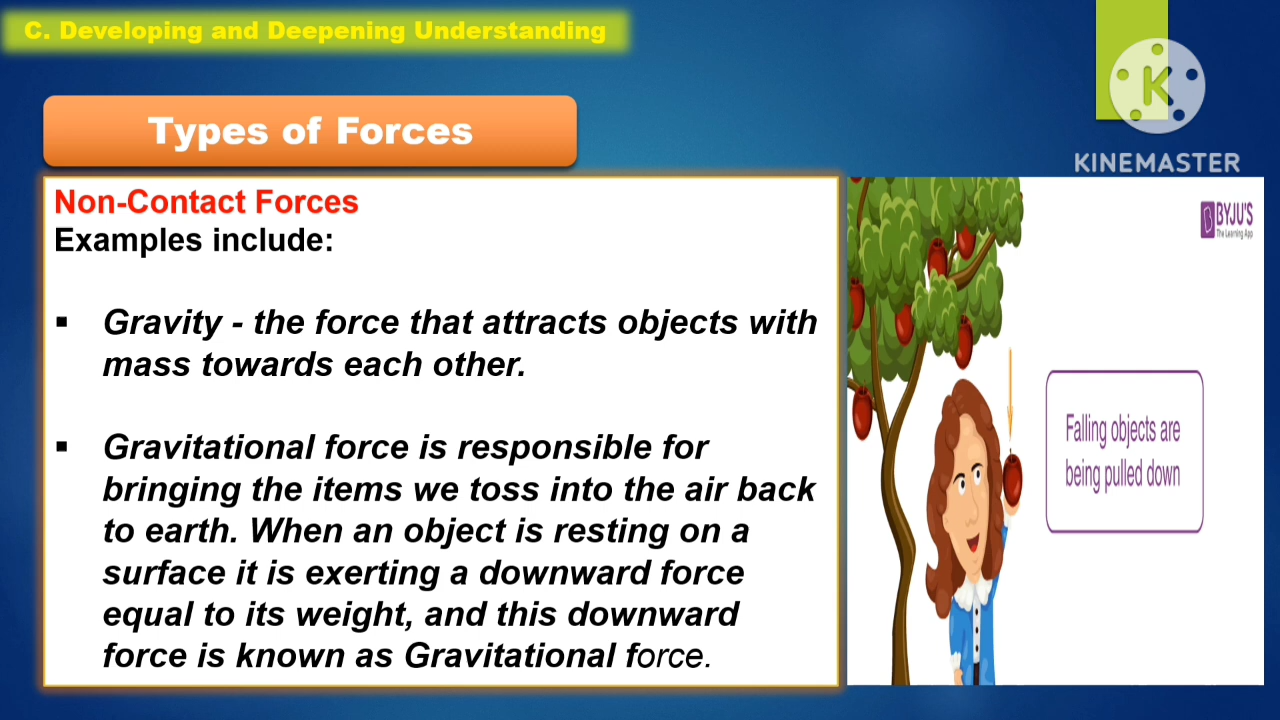 C. Developing and Deepening Understanding
Types of Forces
K
KINEMASTER
Non-Contact Forces
Examples include:
▪ Gravity - the force that attracts objects with
mass towards each other.
▪ Gravitational force is responsible for
bringing the items we toss into the air back
to earth. When an object is resting on a
surface it is exerting a downward force
equal to its weight, and this downward
force is known as Gravitational force.
BYJU'S
The Learning App
Falling objects are
being pulled down